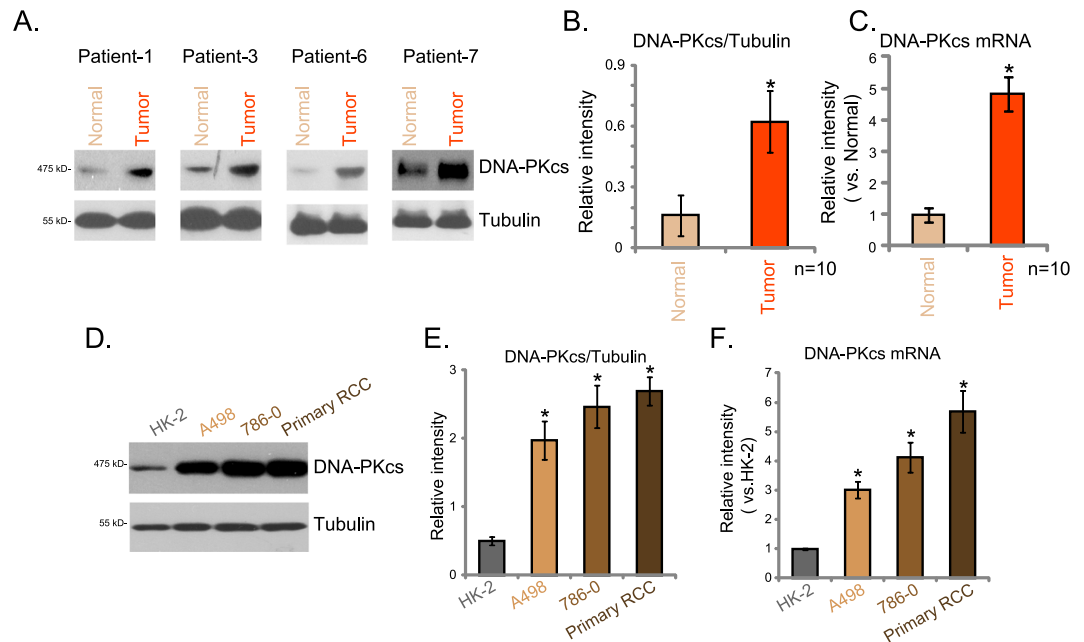 A.
Patient-1 Patient-3 Patient-6 Patient-7
Normal Tumor Normal Tumor Normal Tumor Normal Tumor
475 kD- DNA-PKcs
55 kD- Tubulin
B.
DNA-PKcs/Tubulin
Relative intensity
0.9
0.6
0.3
0
*
Normal Tumor
n=10
C.
DNA-PKcs mRNA
Relative intensity
( vs. Normal)
6
5
4
3
2
1
0
*
Normal Tumor
n=10
D.
HK-2 A498 786-0 Primary RCC
475 kD- DNA-PKcs
55 kD- Tubulin
E.
DNA-PKcs/Tubulin
Relative intensity
3
2
1
0
* * *
HK-2 A498 786-0 Primary RCC
F.
DNA-PKcs mRNA
Relative intensity
( vs.HK-2)
7
6
5
4
3
2
1
0
* * *
HK-2 A498 786-0 Primary RCC